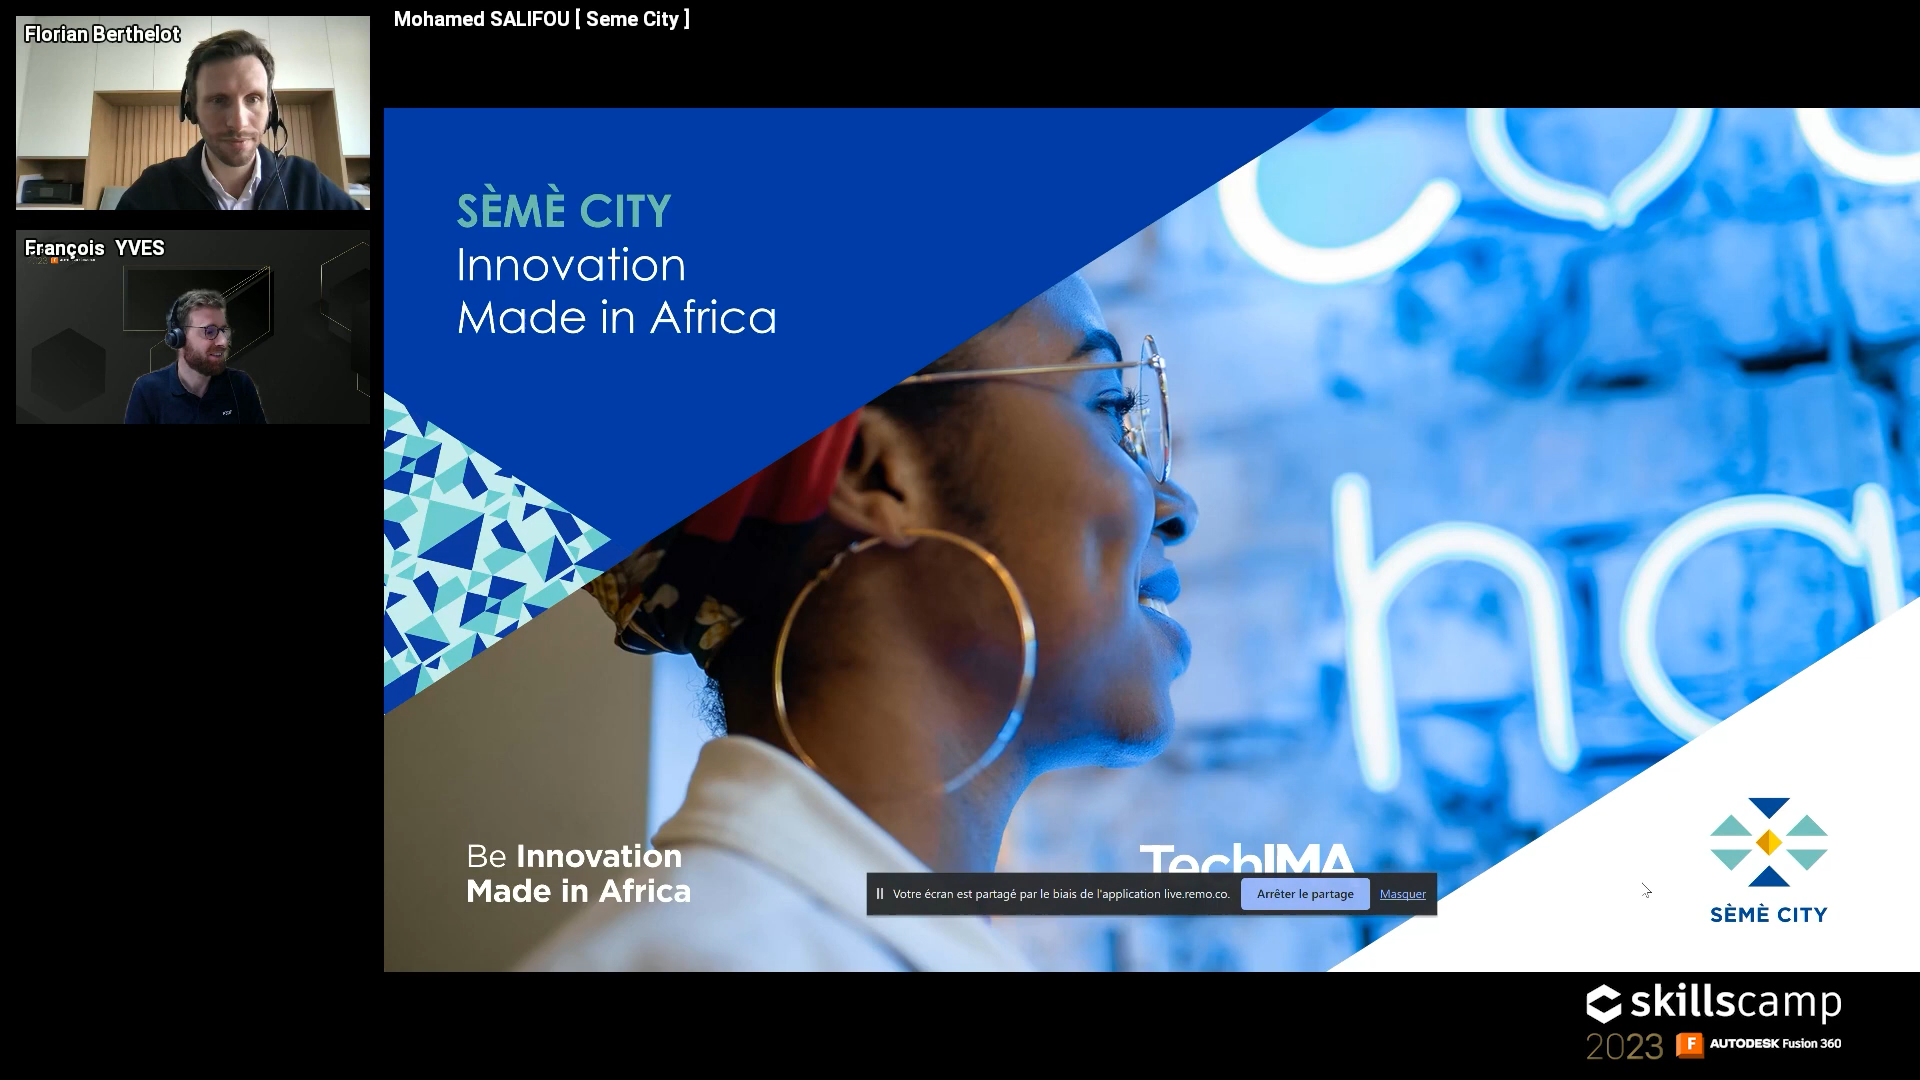 Florian Berthelot
François YVES
Mohamed SALIFOU [ Seme City ]
SÈMÈ CITY
Innovation
Made in Africa
Be Innovation
Made in Africa
TechIMA
Votre écran est partagé par le biais de l'application live.remo.co.
Arrêter le partage
Masquer
SÈMÈ CITY
skillscamp
2023
F AUTODESK Fusion 360